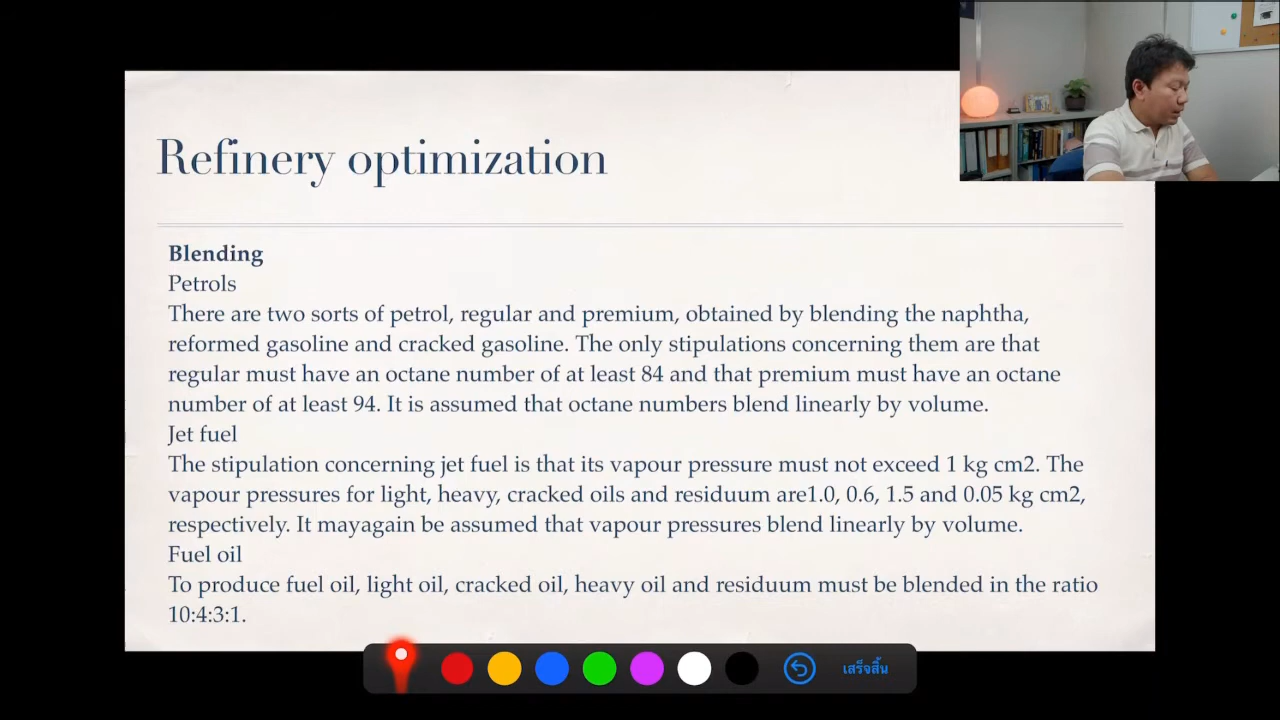 Refinery optimization
Blending
Petrols
There are two sorts of petrol, regular and premium, obtained by blending the naphtha,
reformed gasoline and cracked gasoline. The only stipulations concerning them are that
regular must have an octane number of at least 84 and that premium must have an octane
number of at least 94. It is assumed that octane numbers blend linearly by volume.
Jet fuel
The stipulation concerning jet fuel is that its vapour pressure must not exceed 1 kg cm2. The
vapour pressures for light, heavy, cracked oils and residuum are1.0, 0.6, 1.5 and 0.05 kg cm2,
respectively. It mayagain be assumed that vapour pressures blend linearly by volume.
Fuel oil
To produce fuel oil, light oil, cracked oil, heavy oil and residuum must be blended in the ratio
10:4:3:1.
เสร็จสิ้น